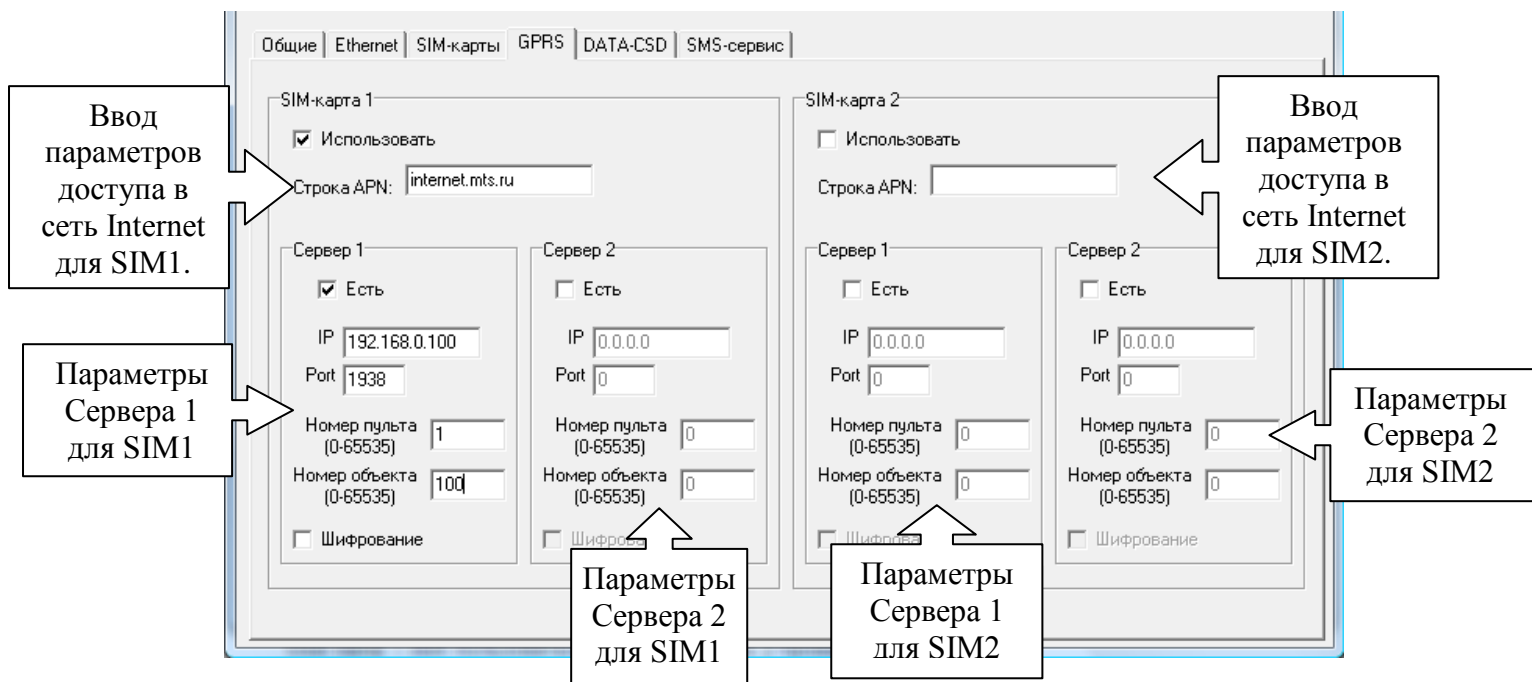 Общие Ethernet SIM-карты GPRS DATA-CSD SMS-сервис
Ввод
параметров
доступа в
сеть Internet
для SIM1.
SIM-карта 1
Использовать
Строка APN: internet.mts.ru
Сервер 1
Есть
IP 192.168.0.100
Port 1938
Номер пульта
(0-65535) 1
Номер объекта
(0-65535) 100
Шифрование
Параметры
Сервера 1
для SIM1
Сервер 2
Есть
IP 0.0.0.0
Port 0
Номер пульта
(0-65535) 0
Номер объекта
(0-65535) 0
Параметры
Сервера 2
для SIM1
SIM-карта 2
Использовать
Строка APN:
Ввод
параметров
доступа в
сеть Internet
для SIM2.
Сервер 1
Есть
IP 0.0.0.0
Port 0
Номер пульта
(0-65535) 0
Номер объекта
(0-65535) 0
Параметры
Сервера 1
для SIM2
Сервер 2
Есть
IP 0.0.0.0
Port 0
Номер пульта
(0-65535) 0
Номер объекта
(0-65535) 0
Шифрование
Параметры
Сервера 2
для SIM2